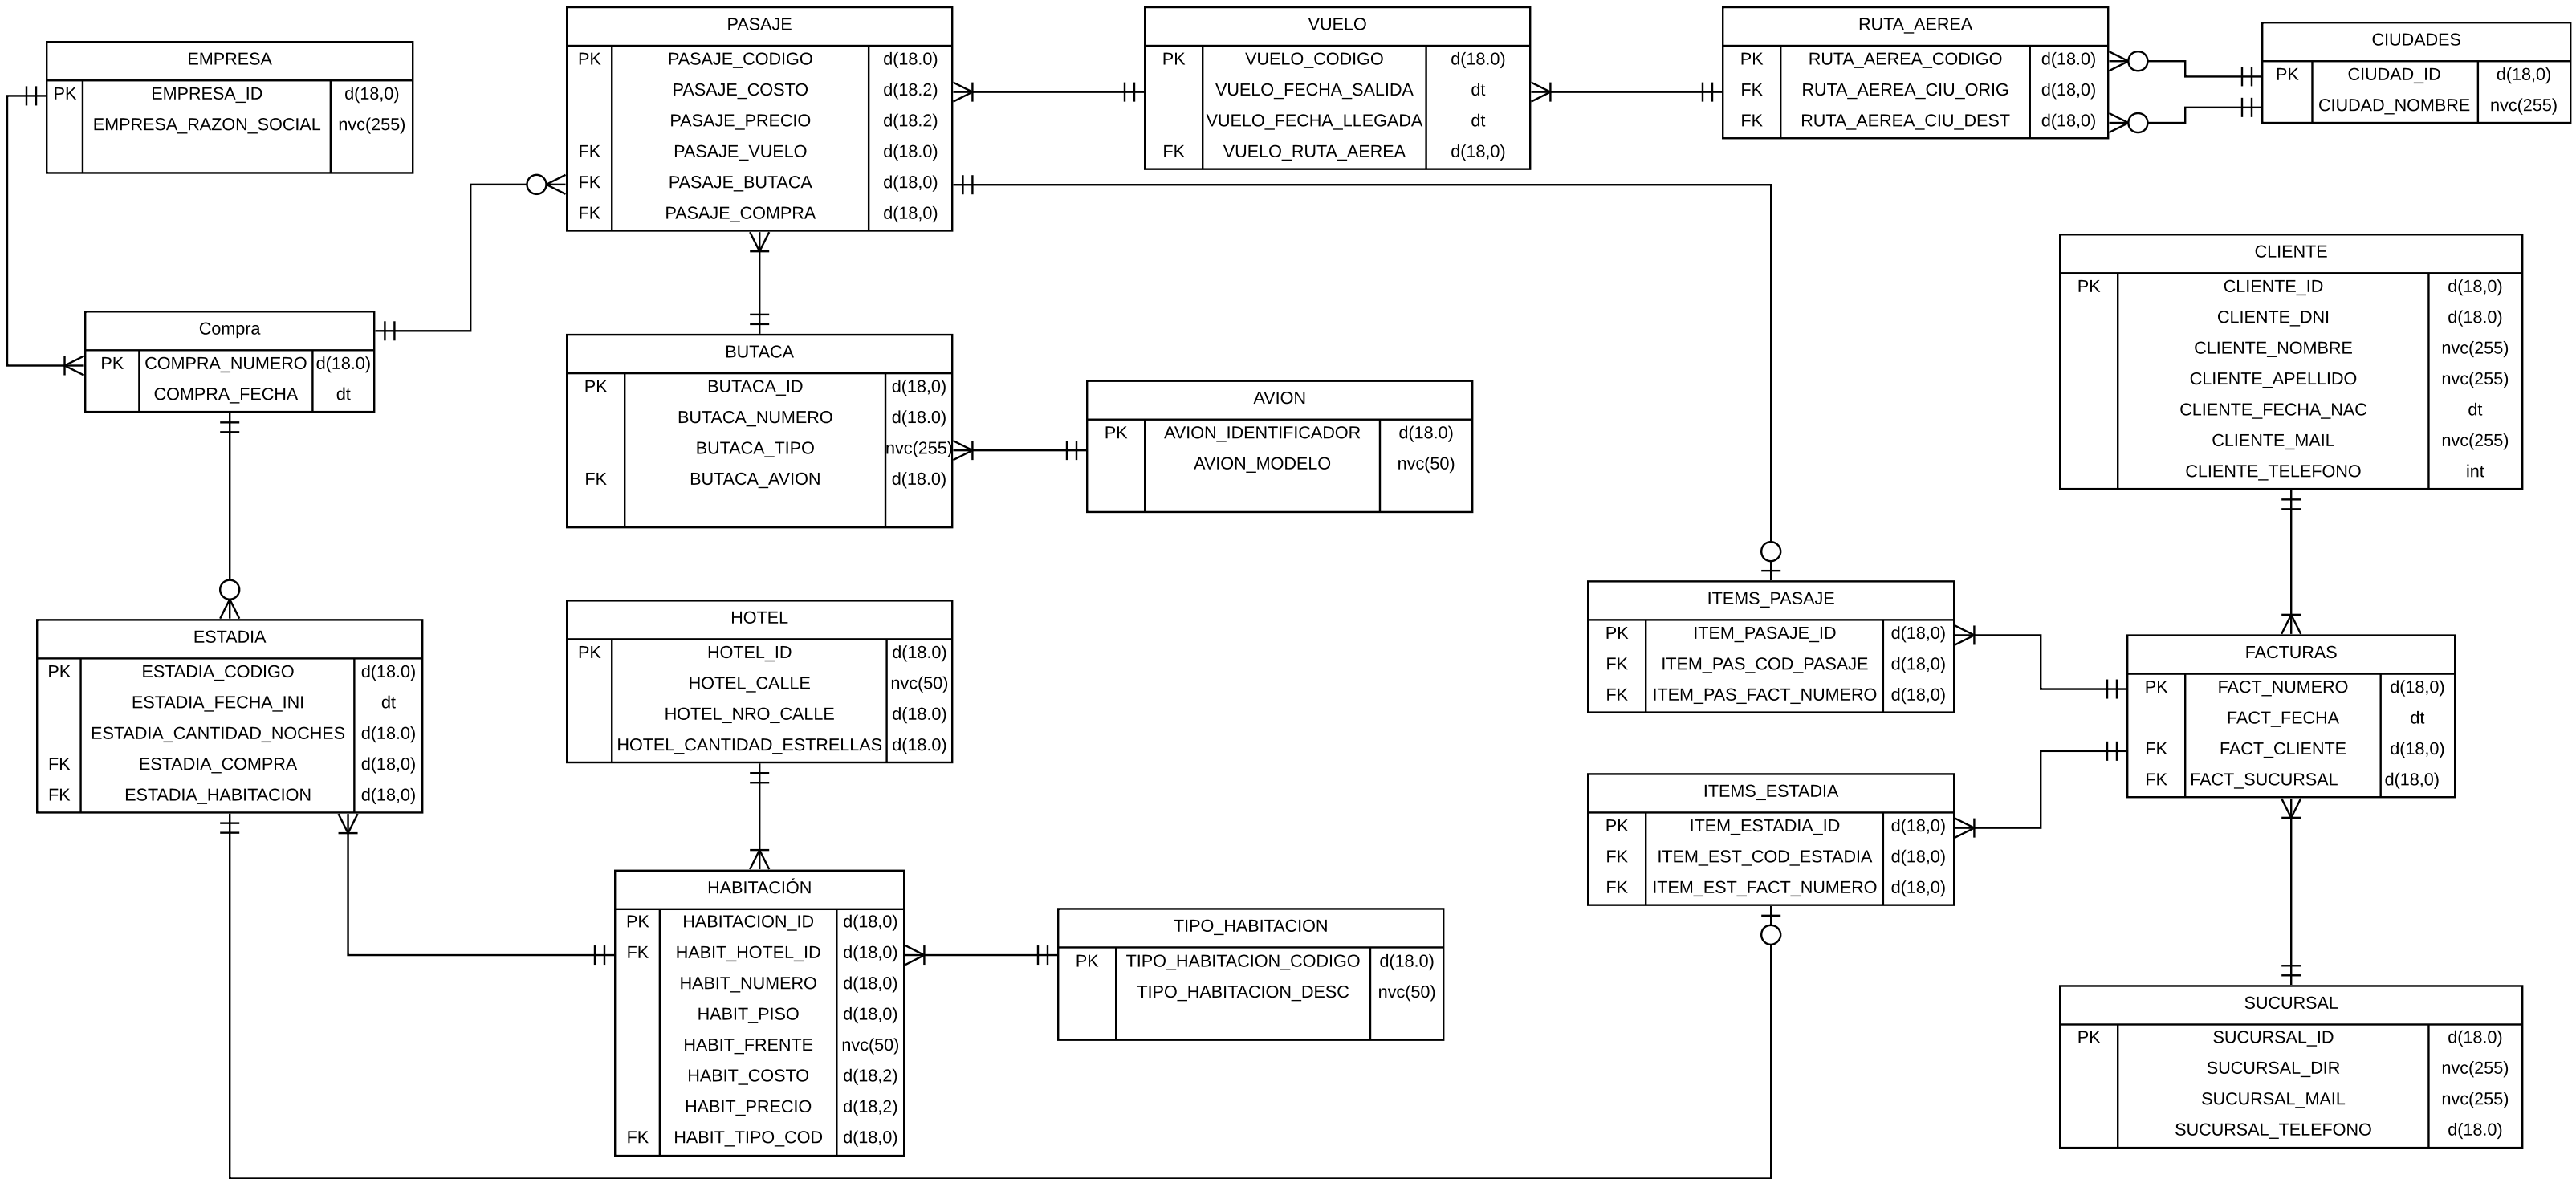 EMPRESA
PK EMPRESA_ID d(18,0)
EMPRESA_RAZON_SOCIAL nvc(255)
PASAJE
PK PASAJE_CODIGO d(18.0)
PASAJE_COSTO d(18.2)
PASAJE_PRECIO d(18.2)
FK PASAJE_VUELO d(18.0)
FK PASAJE_BUTACA d(18,0)
FK PASAJE_COMPRA d(18,0)
VUELO
PK VUELO_CODIGO d(18.0)
VUELO_FECHA_SALIDA dt
VUELO_FECHA_LLEGADA dt
FK VUELO_RUTA_AEREA d(18,0)
RUTA_AEREA
PK RUTA_AEREA_CODIGO d(18.0)
FK RUTA_AEREA_CIU_ORIG d(18,0)
FK RUTA_AEREA_CIU_DEST d(18,0)
CIUDADES
PK CIUDAD_ID d(18,0)
CIUDAD_NOMBRE nvc(255)
CLIENTE
PK CLIENTE_ID d(18,0)
CLIENTE_DNI d(18.0)
CLIENTE_NOMBRE nvc(255)
CLIENTE_APELLIDO nvc(255)
CLIENTE_FECHA_NAC dt
CLIENTE_MAIL nvc(255)
CLIENTE_TELEFONO int
Compra
PK COMPRA_NUMERO d(18.0)
COMPRA_FECHA dt
BUTACA
PK BUTACA_ID d(18,0)
BUTACA_NUMERO d(18.0)
BUTACA_TIPO nvc(255)
FK BUTACA_AVION d(18.0)
AVION
PK AVION_IDENTIFICADOR d(18.0)
AVION_MODELO nvc(50)
ESTADIA
PK ESTADIA_CODIGO d(18.0)
ESTADIA_FECHA_INI dt
ESTADIA_CANTIDAD_NOCHES d(18.0)
FK ESTADIA_COMPRA d(18,0)
FK ESTADIA_HABITACION d(18,0)
HOTEL
PK HOTEL_ID d(18.0)
HOTEL_CALLE nvc(50)
HOTEL_NRO_CALLE d(18.0)
HOTEL_CANTIDAD_ESTRELLAS d(18.0)
ITEMS_PASAJE
PK ITEM_PASAJE_ID d(18,0)
FK ITEM_PAS_COD_PASAJE d(18,0)
FK ITEM_PAS_FACT_NUMERO d(18,0)
FACTURAS
PK FACT_NUMERO d(18,0)
FACT_FECHA dt
FK FACT_CLIENTE d(18,0)
FK FACT_SUCURSAL d(18,0)
ITEMS_ESTADIA
PK ITEM_ESTADIA_ID d(18,0)
FK ITEM_EST_COD_ESTADIA d(18,0)
FK ITEM_EST_FACT_NUMERO d(18,0)
HABITACIÓN
PK HABITACION_ID d(18,0)
FK HABIT_HOTEL_ID d(18,0)
HABIT_NUMERO d(18,0)
HABIT_PISO d(18,0)
HABIT_FRENTE nvc(50)
HABIT_COSTO d(18,2)
HABIT_PRECIO d(18,2)
FK HABIT_TIPO_COD d(18,0)
TIPO_HABITACION
PK TIPO_HABITACION_CODIGO d(18.0)
TIPO_HABITACION_DESC nvc(50)
SUCURSAL
PK SUCURSAL_ID d(18.0)
SUCURSAL_DIR nvc(255)
SUCURSAL_MAIL nvc(255)
SUCURSAL_TELEFONO d(18.0)